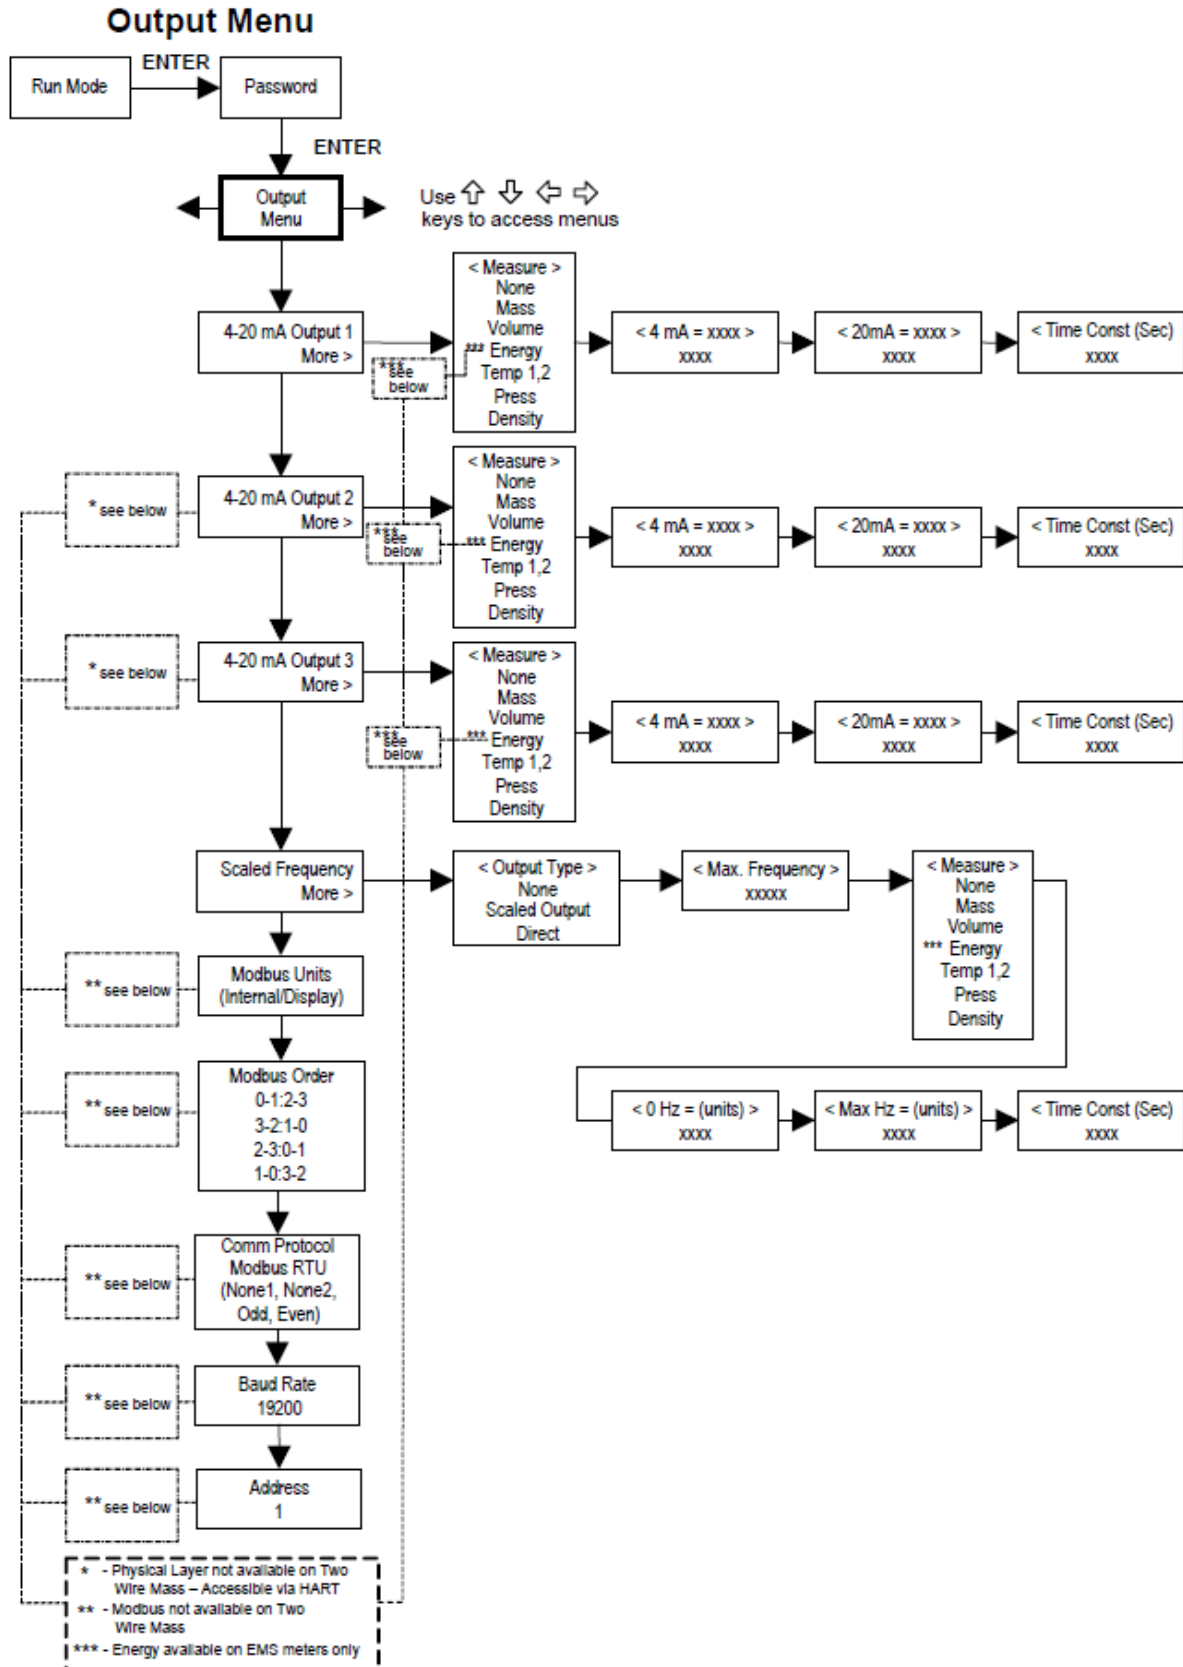 Output Menu
Run Mode
ENTER
Password
ENTER
Output
Menu
Use
keys to access menus
4-20 mA Output 1
More >
*** see
below
< Measure >
None
Mass
Volume
*** Energy
Temp 1,2
Press
Density
< 4 mA = xxxx >
xxxx
< 20mA = xxxx >
xxxx
< Time Const (Sec)
xxxx
* see below
4-20 mA Output 2
More >
*** see
below
< Measure >
None
Mass
Volume
*** Energy
Temp 1,2
Press
Density
< 4 mA = xxxx >
xxxx
< 20mA = xxxx >
xxxx
< Time Const (Sec)
xxxx
* see below
4-20 mA Output 3
More >
*** see
below
< Measure >
None
Mass
Volume
*** Energy
Temp 1,2
Press
Density
< 4 mA = xxxx >
xxxx
< 20mA = xxxx >
xxxx
< Time Const (Sec)
xxxx
Scaled Frequency
More >
< Output Type >
None
Scaled Output
Direct
< Max. Frequency >
xxxxx
< Measure >
None
Mass
Volume
*** Energy
Temp 1,2
Press
Density
< 0 Hz = (units) >
xxxx
< Max Hz = (units) >
xxxx
< Time Const (Sec)
xxxx
** see below
Modbus Units
(Internal/Display)
** see below
Modbus Order
0-1:2-3
3-2:1-0
2-3:0-1
1-0:3-2
** see below
Comm Protocol
Modbus RTU
(None1, None2,
Odd, Even)
** see below
Baud Rate
19200
** see below
Address
1
* - Physical Layer not available on Two
Wire Mass – Accessible via HART
** - Modbus not available on Two
Wire Mass
*** - Energy available on EMS meters only